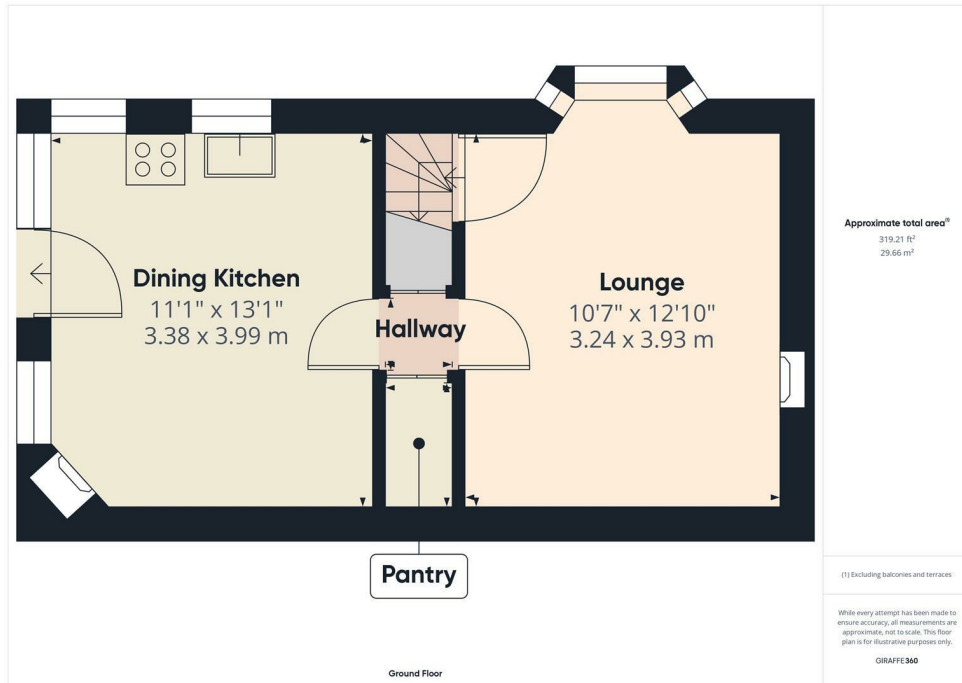 Dining Kitchen
11'1" x 13'1"
3.38 x 3.99 m
Hallway
Lounge
10'7" x 12'10"
3.24 x 3.93 m
Pantry
Ground Floor
Approximate total area(1)
319.21 ft²
29.66 m²
(1) Excluding balconies and terraces
While every attempt has been made to
ensure accuracy, all measurements are
approximate, not to scale. This floor
plan is for illustrative purposes only.
GIRAFFE360